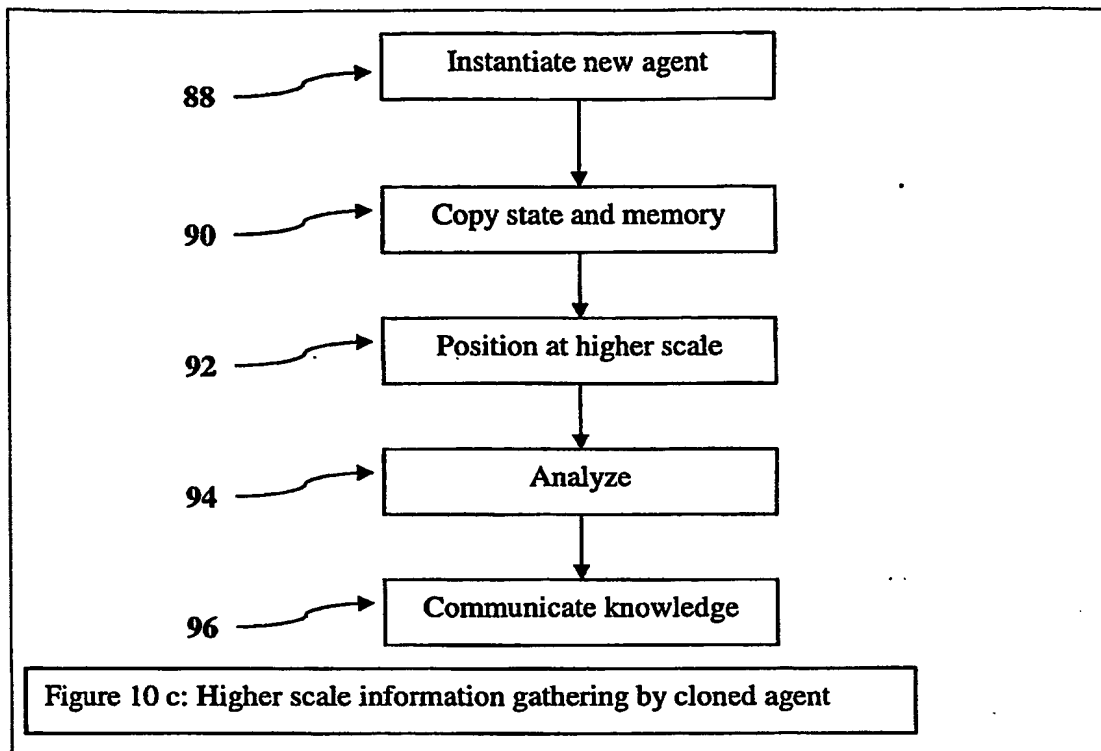 Instantiate new agent
88
Copy state and memory
90
Position at higher scale
92
Analyze
94
Communicate knowledge
96
Figure 10 c: Higher scale information gathering by cloned agent